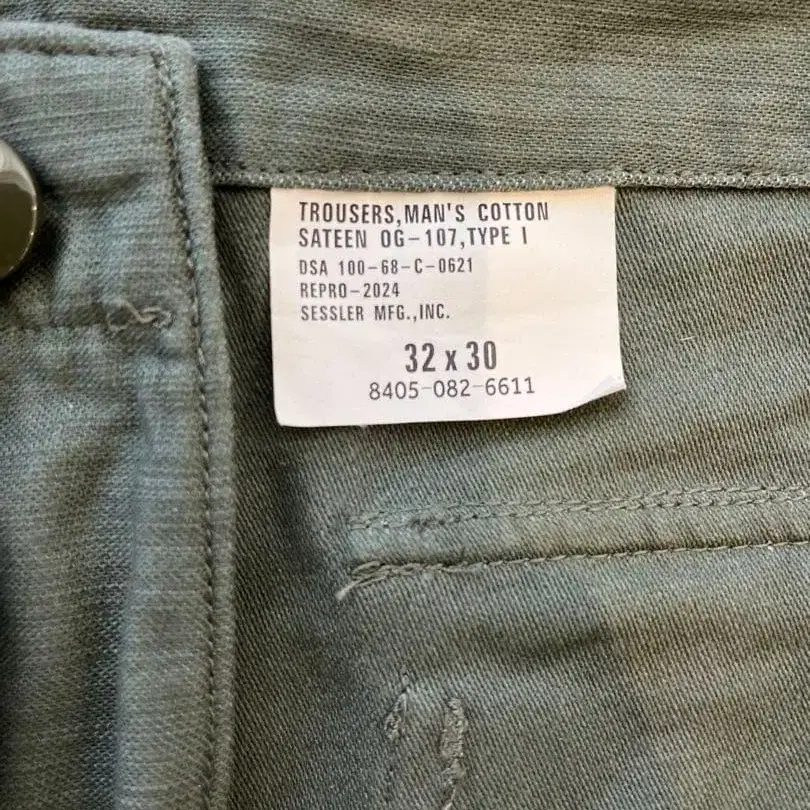 TROUSERS,MAN'S COTTON
SATEEN OG-107,TYPE I
DSA 100-68-C-0621
REPRO-2024
SESSLER MFG.,INC.
32 x 30
8405-082-6611